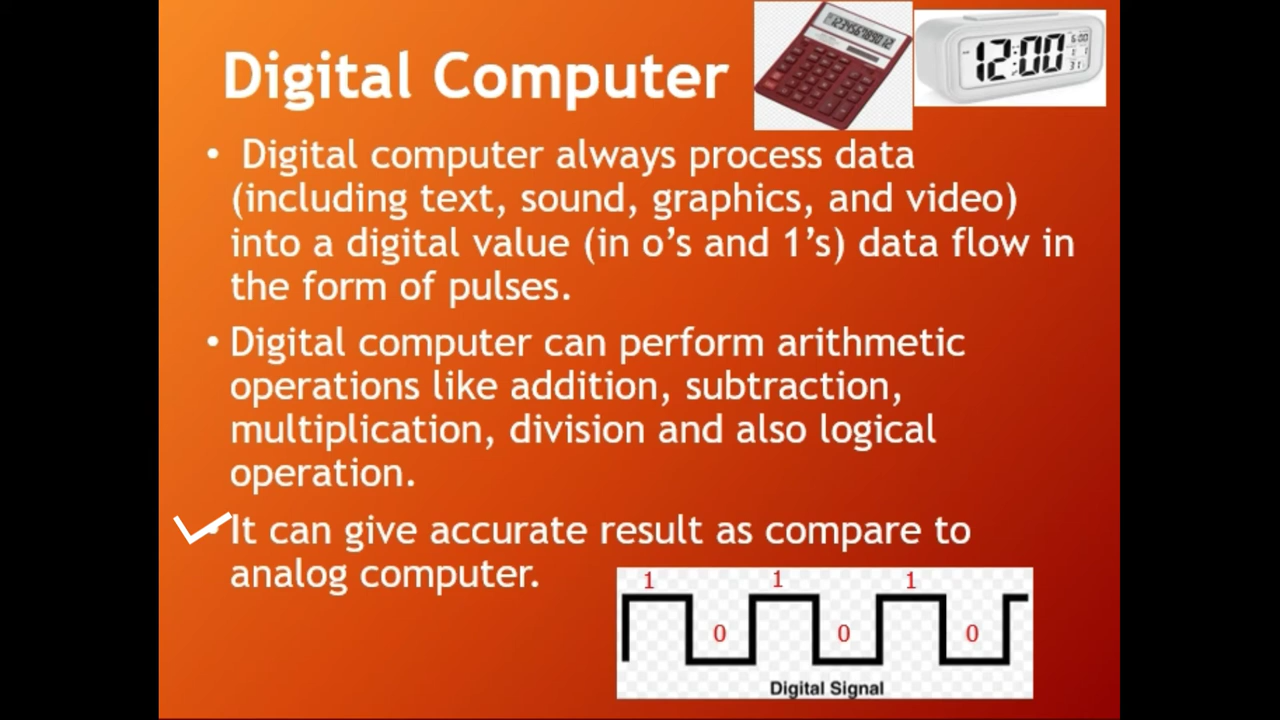 Digital Computer
123456789012
12:00
6:00
• Digital computer always process data
(including text, sound, graphics, and video)
into a digital value (in o’s and 1’s) data flow in
the form of pulses.
• Digital computer can perform arithmetic
operations like addition, subtraction,
multiplication, division and also logical
operation.
• It can give accurate result as compare to
analog computer.
1 1 1
0 0 0
Digital Signal